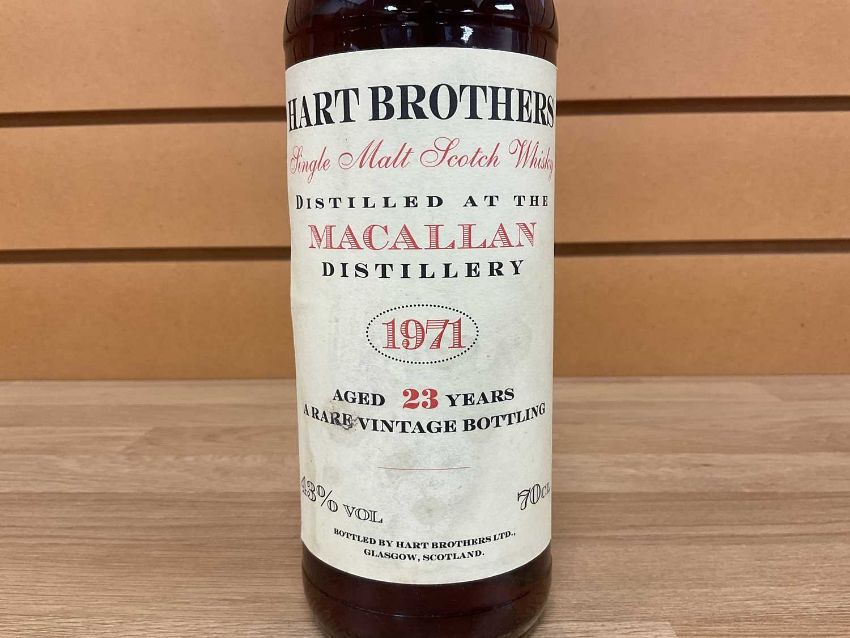 HART BROTHERS
Single Malt Scotch Whisky
DISTILLED AT THE
MACALLAN
DISTILLERY
1971
AGED 23 YEARS
A RARE VINTAGE BOTTLING
43% VOL
70CL
BOTTLED BY HART BROTHERS LTD.,
GLASGOW, SCOTLAND.